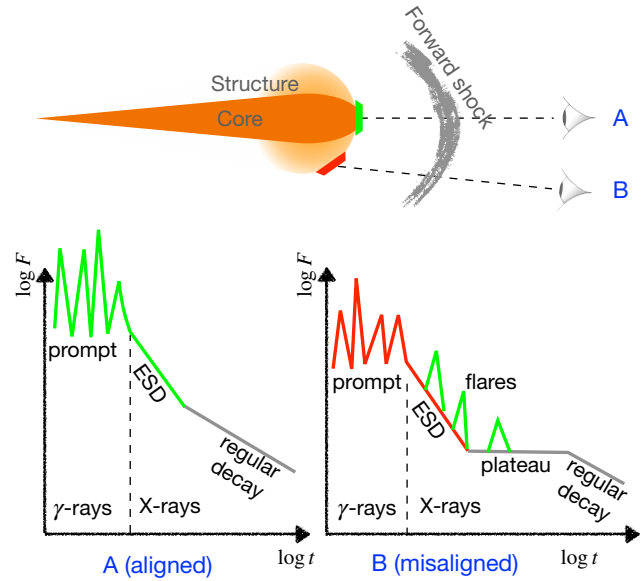 Structure
Core
Forward shock
A
B
log F
prompt
ESD
regular
decay
γ-rays
X-rays
log t
A (aligned)
log F
prompt
ESD
flares
plateau
regular
decay
γ-rays
X-rays
log t
B (misaligned)